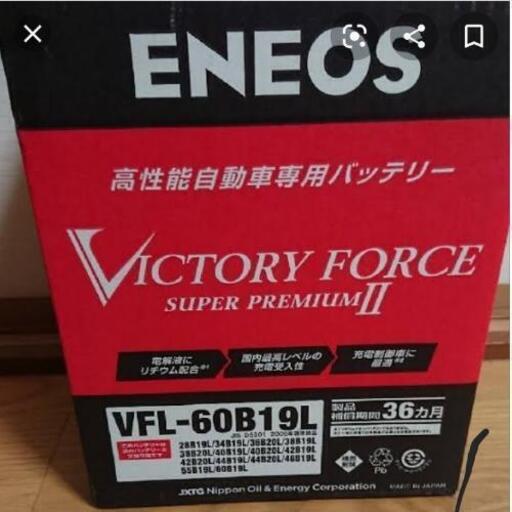 ENEOS
高性能自動車専用バッテリー
VICTORY FORCE
SUPER PREMIUM II
電解液に
リチウム配合※1
国内最高レベルの
充電受入性
充電制御車に
最適※2
VFL-60B19L
製品
補償期間 36カ月
28B19L/34B19L/36B20L/38B19L
38B20L/40B19L/40B20L/42B19L
42B20L/44B19L/44B20L/46B19L
55B19L/60B19L
Pb
JXTG Nippon Oil & Energy Corporation
MADE IN JAPAN